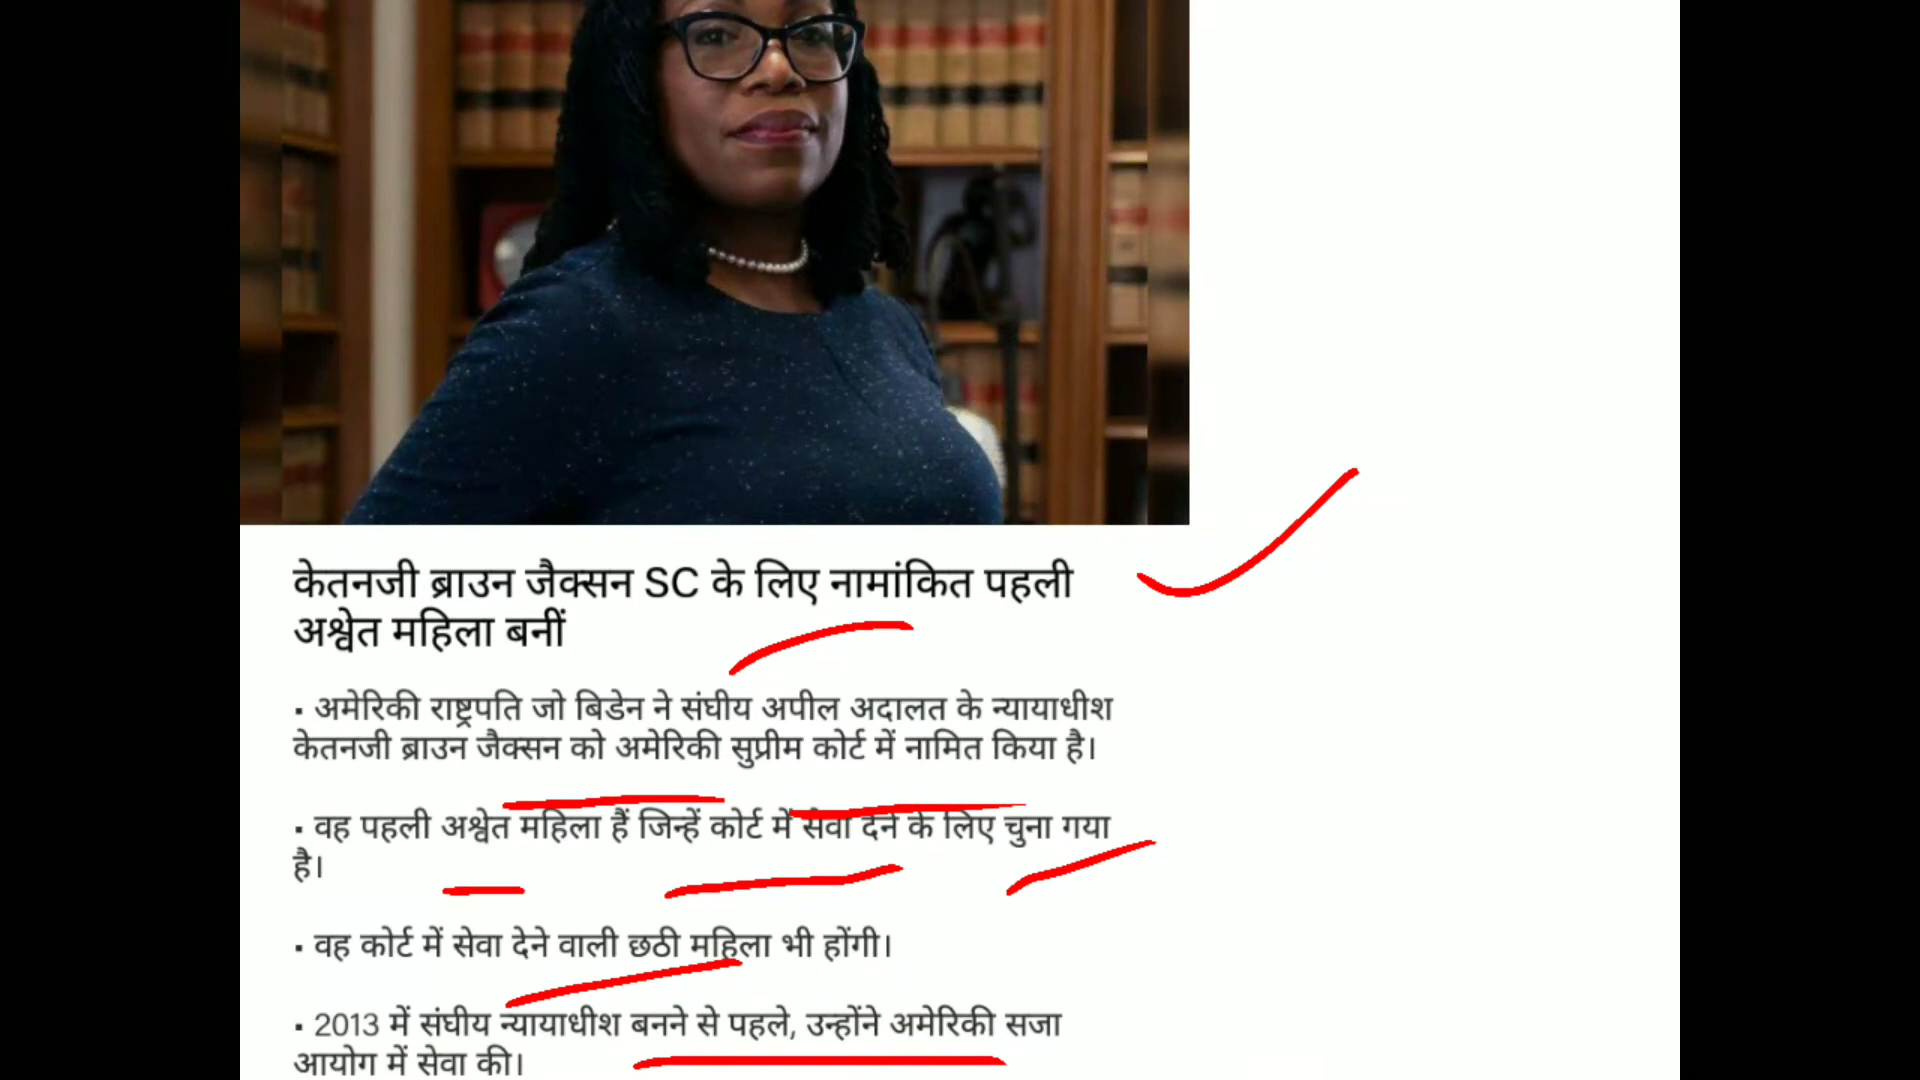 केतनजी ब्राउन जैक्सन SC के लिए नामांकित पहली
अश्वेत महिला बनीं
▪ अमेरिकी राष्ट्रपति जो बिडेन ने संघीय अपील अदालत के न्यायाधीश
केतनजी ब्राउन जैक्सन को अमेरिकी सुप्रीम कोर्ट में नामित किया है।
▪ वह पहली अश्वेत महिला हैं जिन्हें कोर्ट में सेवा देने के लिए चुना गया
है।
▪ वह कोर्ट में सेवा देने वाली छठी महिला भी होंगी।
▪ 2013 में संघीय न्यायाधीश बनने से पहले, उन्होंने अमेरिकी सजा
आयोग में सेवा की।